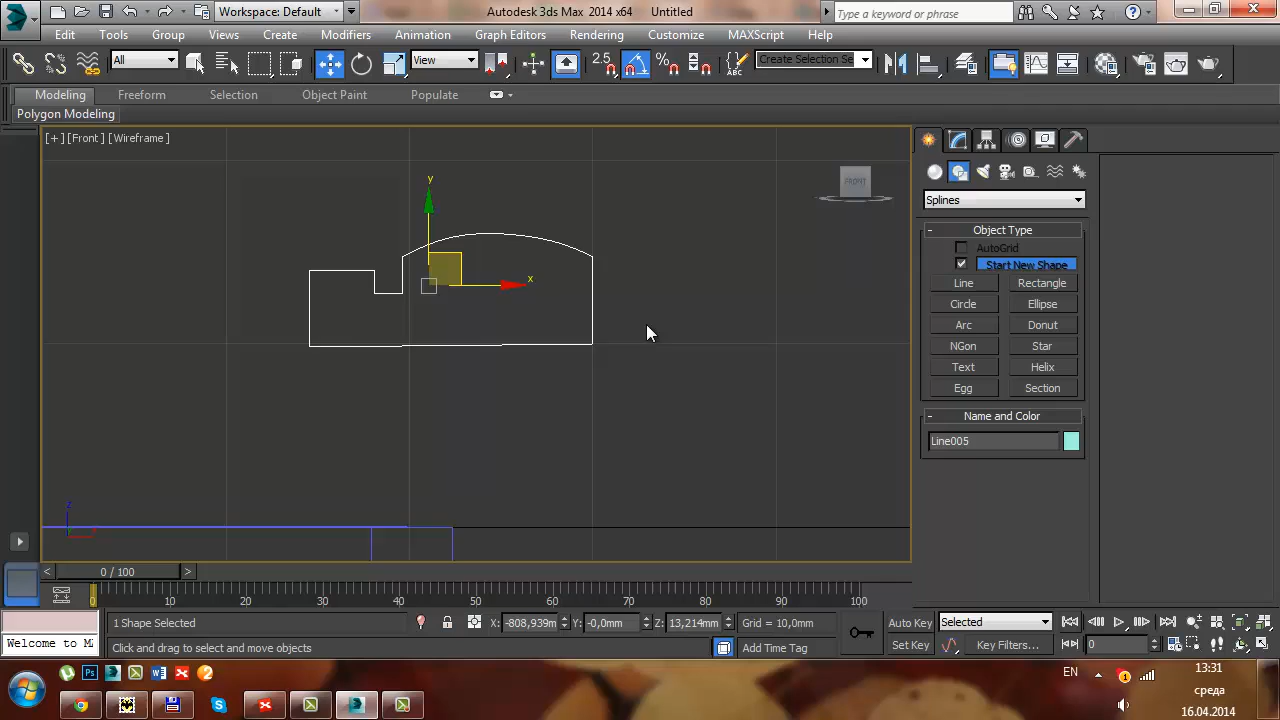 Workspace: Default
Autodesk 3ds Max 2014 x64 Untitled
Type a keyword or phrase
Edit Tools Group Views Create Modifiers Animation Graph Editors Rendering Customize MAXScript Help
All
View
2.5
Create Selection Se
Modeling Freeform Selection Object Paint Populate
Polygon Modeling
[+] [Front] [Wireframe]
y
FRONT
x
z
Splines
Object Type
AutoGrid
Start New Shape
Line Rectangle
Circle Ellipse
Arc Donut
NGon Star
Text Helix
Egg Section
Name and Color
Line005
< 0 / 100 >
0 10 20 30 40 50 60 70 80 90 100
1 Shape Selected
X: -808,939m Y: -0,0mm Z: 13,214mm Grid = 10,0mm
Auto Key Selected
Welcome to M
Click and drag to select and move objects
Add Time Tag
Set Key Key Filters... 0
EN
13:31
среда
16.04.2014